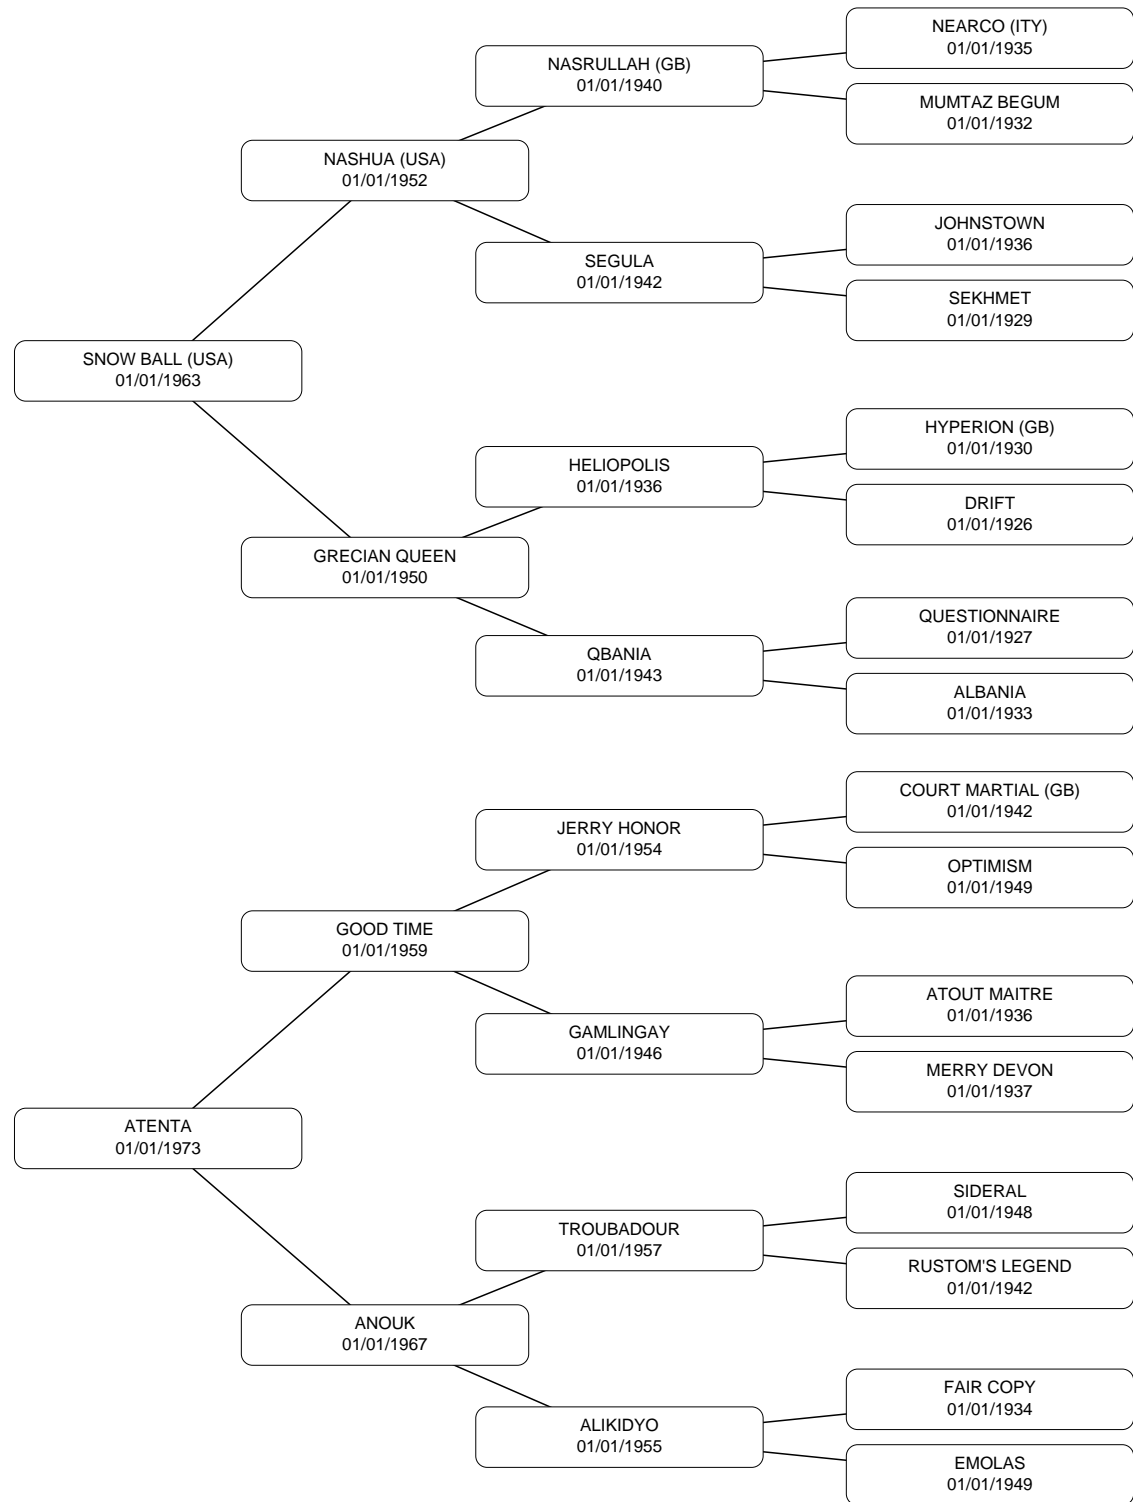 NEARCO (ITY)
01/01/1935
NASRULLAH (GB)
01/01/1940
MUMTAZ BEGUM
01/01/1932
NASHUA (USA)
01/01/1952
JOHNSTOWN
01/01/1936
SEGULA
01/01/1942
SEKHMET
01/01/1929
SNOW BALL (USA)
01/01/1963
HYPERION (GB)
01/01/1930
HELIOPOLIS
01/01/1936
DRIFT
01/01/1926
GRECIAN QUEEN
01/01/1950
QUESTIONNAIRE
01/01/1927
QBANIA
01/01/1943
ALBANIA
01/01/1933
COURT MARTIAL (GB)
01/01/1942
JERRY HONOR
01/01/1954
OPTIMISM
01/01/1949
GOOD TIME
01/01/1959
ATOUT MAITRE
01/01/1936
GAMLINGAY
01/01/1946
MERRY DEVON
01/01/1937
ATENTA
01/01/1973
SIDERAL
01/01/1948
TROUBADOUR
01/01/1957
RUSTOM'S LEGEND
01/01/1942
ANOUK
01/01/1967
FAIR COPY
01/01/1934
ALIKIDYO
01/01/1955
EMOLAS
01/01/1949